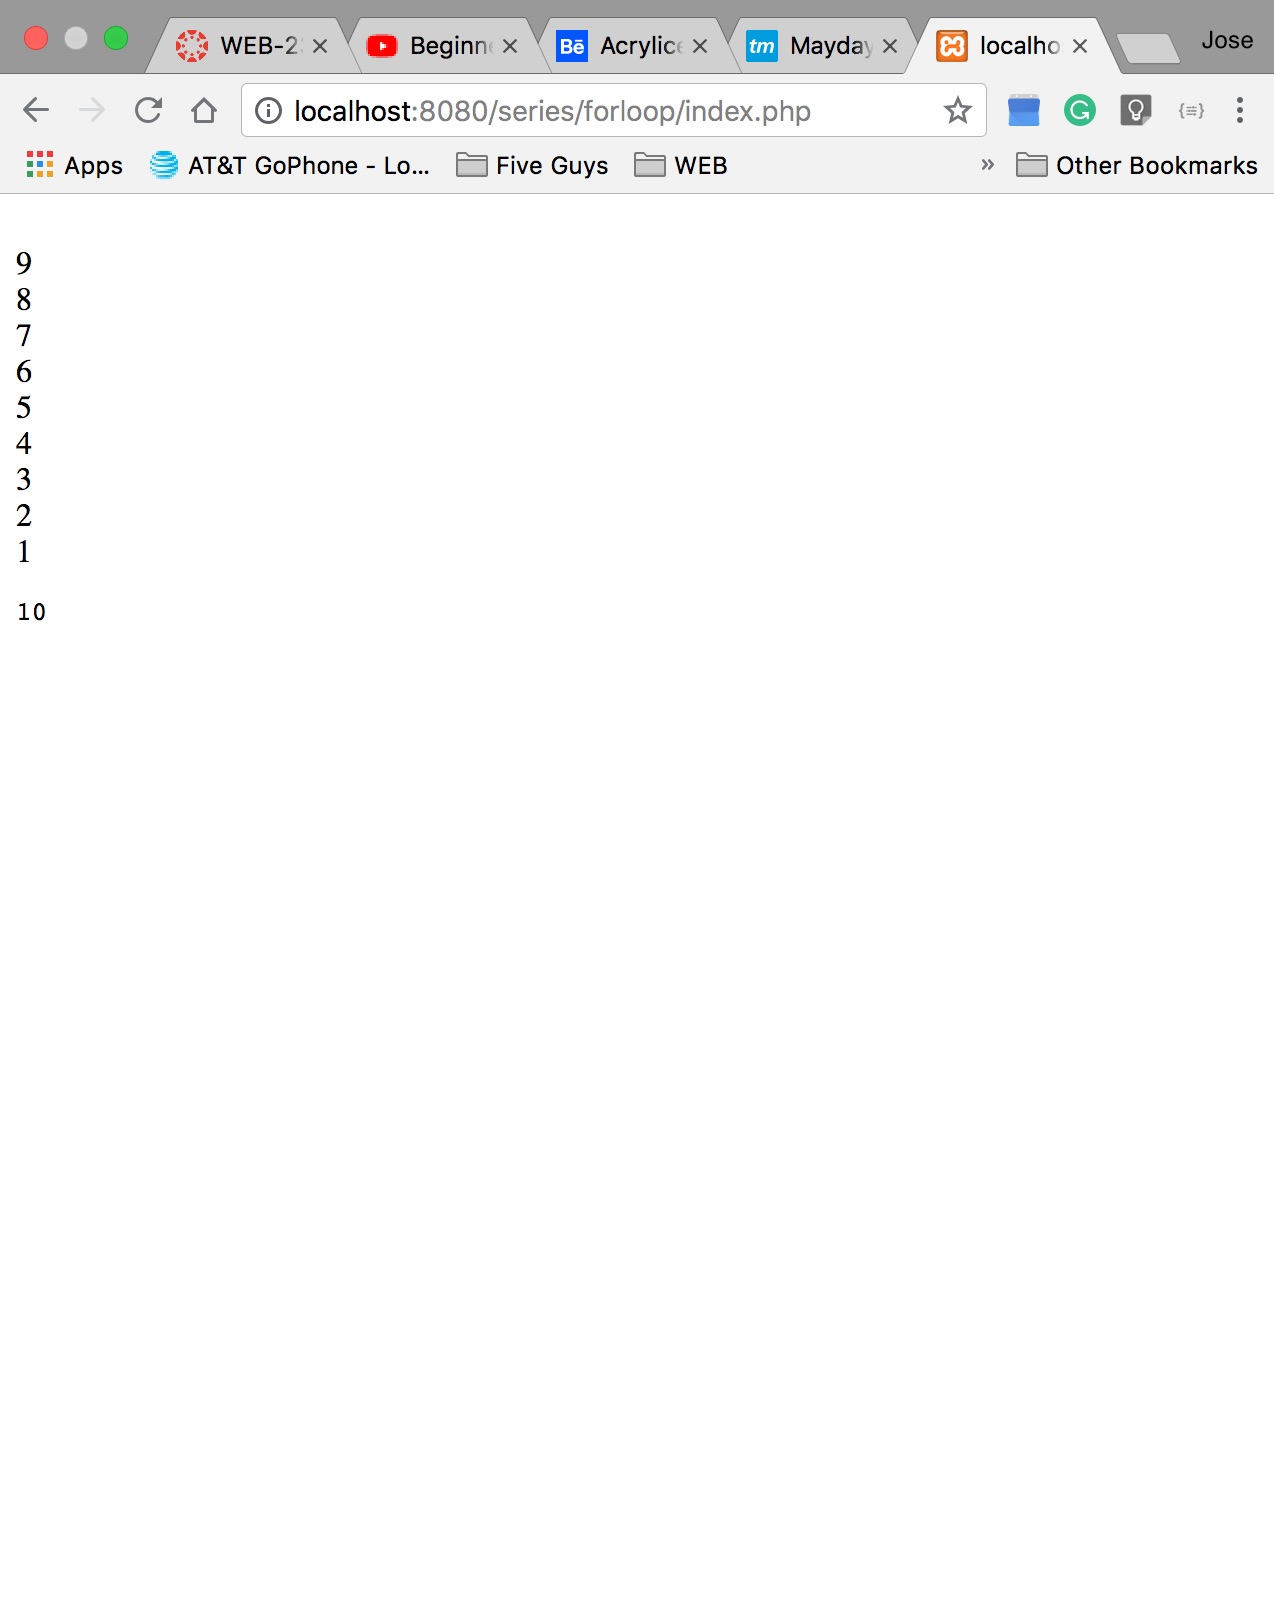 WEB-2
Beginne
Bē
Acrylic
tm
Mayday
localho
Jose
localhost:8080/series/forloop/index.php
Apps
AT&T GoPhone - Lo...
Five Guys
WEB
»
Other Bookmarks
9
8
7
6
5
4
3
2
1
10